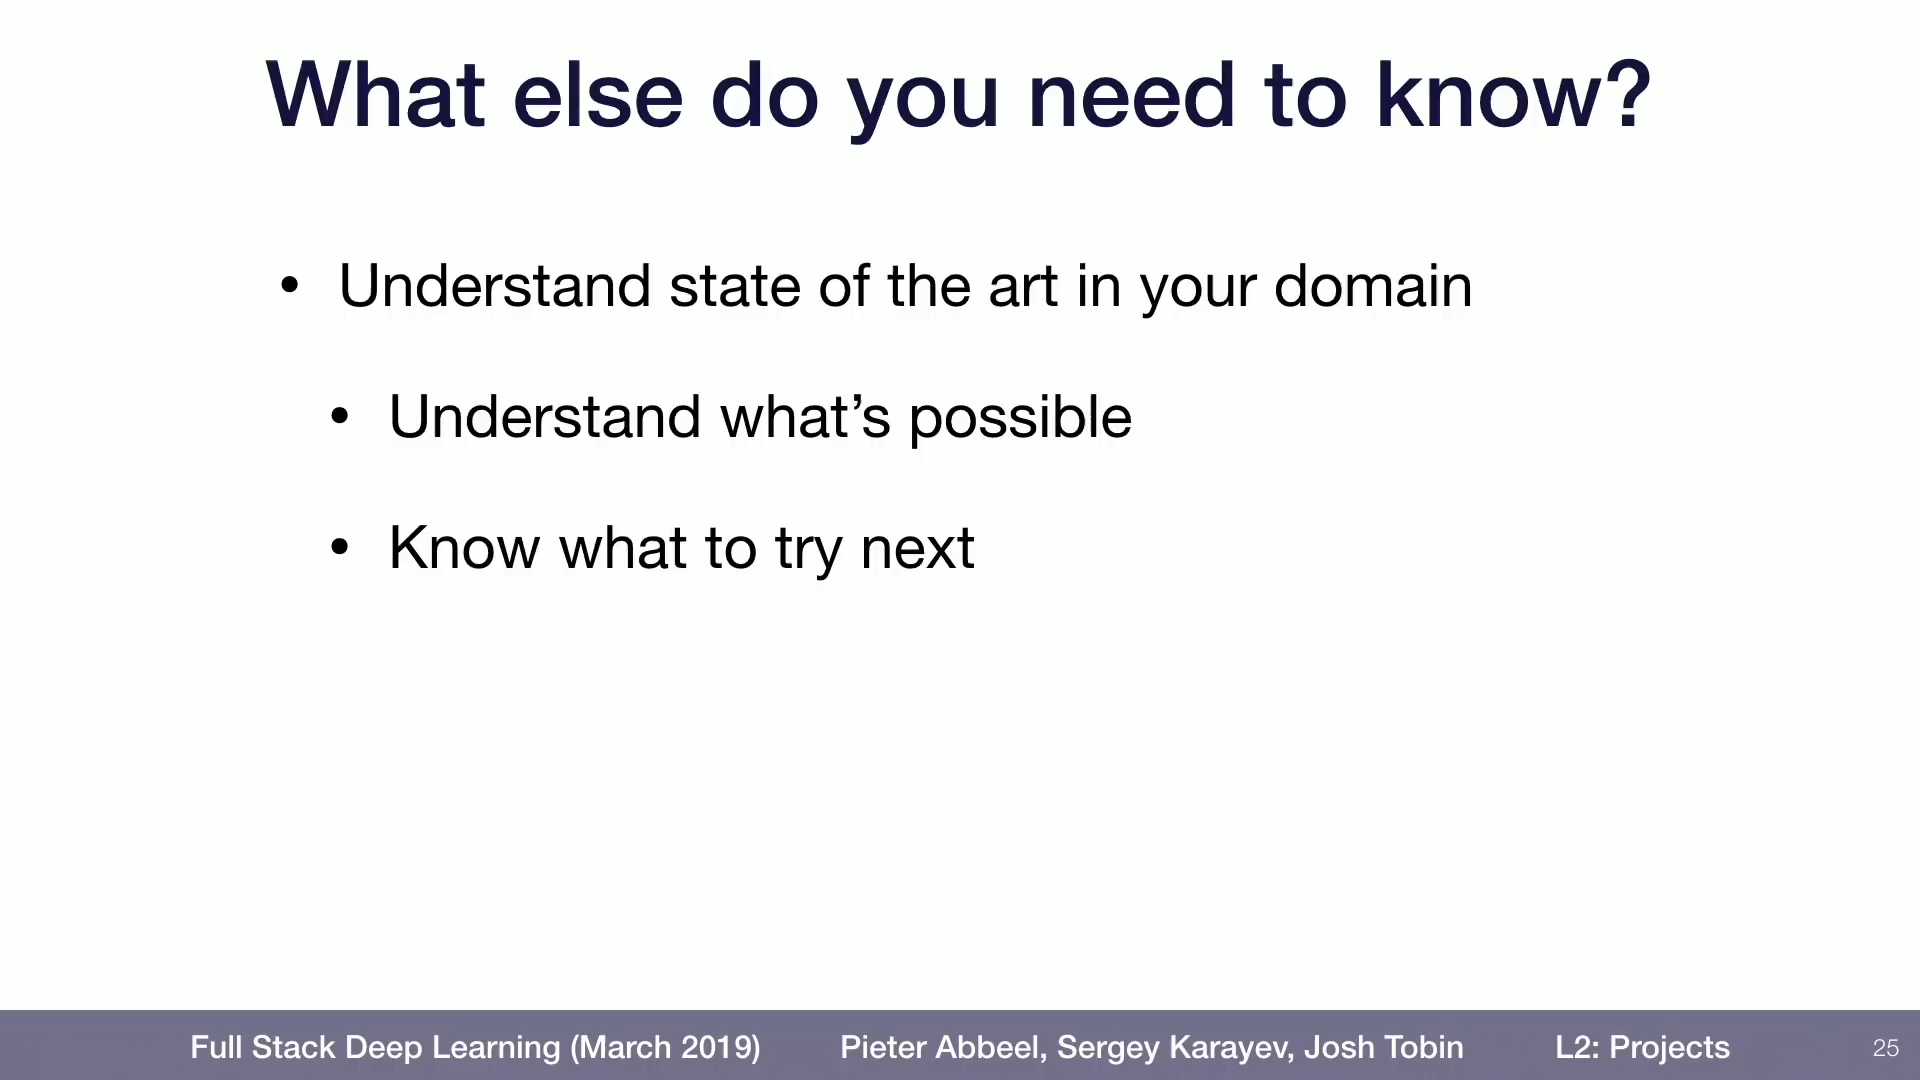 What else do you need to know?
• Understand state of the art in your domain
• Understand what’s possible
• Know what to try next
Full Stack Deep Learning (March 2019) Pieter Abbeel, Sergey Karayev, Josh Tobin L2: Projects 25